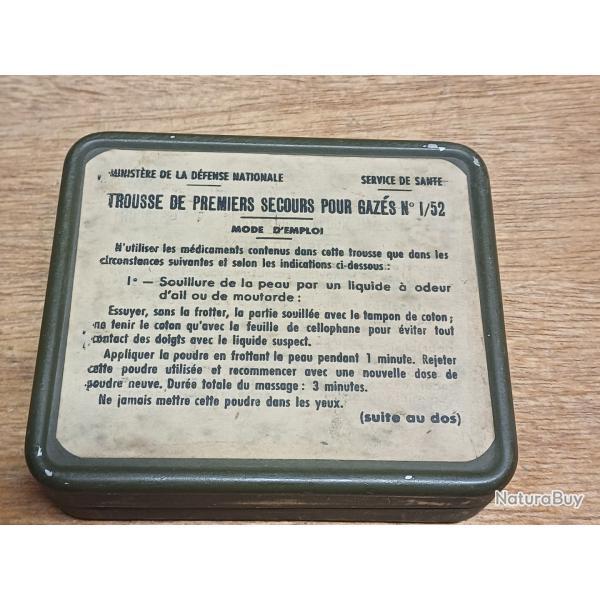 MINISTÈRE DE LA DÉFENSE NATIONALE SERVICE DE SANTE
TROUSSE DE PREMIERS SECOURS POUR GAZÉS N° 1/52
MODE D'EMPLOI
N'utiliser les médicaments contenus dans cette trousse que dans les
circonstances suivantes et selon les indications ci-dessous :
1° — Souillure de la peau par un liquide à odeur
d'ail ou de moutarde :
Essuyer, sans la frotter, la partie souillée avec le tampon de coton ;
ne tenir le coton qu'avec la feuille de cellophane pour éviter tout
contact des doigts avec le liquide suspect.
Appliquer la poudre en frottant la peau pendant 1 minute. Rejeter
cette poudre utilisée et recommencer avec une nouvelle dose de
poudre neuve. Durée totale du massage : 3 minutes.
Ne jamais mettre cette poudre dans les yeux.
(suite au dos)
NaturaBuy